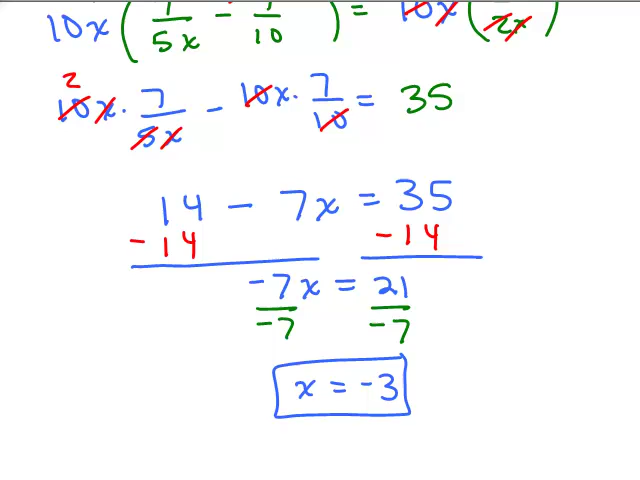 10x ( 7/5x - 7/10 ) = 10x ( /2x )
2
10x · 7/5x - 10x · 7/10 = 35
14 - 7x = 35
-14 -14
-7x = 21
-7 -7
x = -3